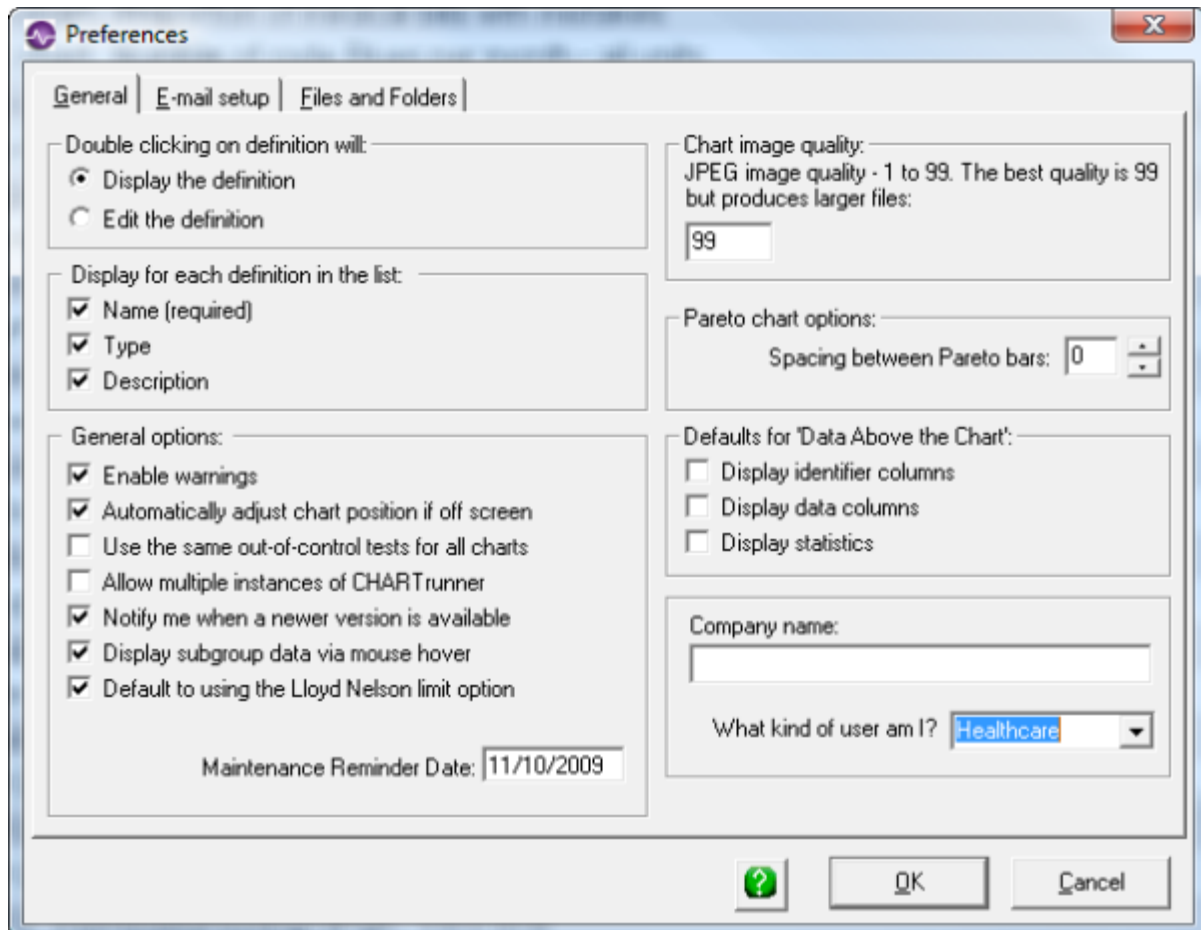 Preferences
General
E-mail setup
Files and Folders
Double clicking on definition will:
Display the definition
Edit the definition
Display for each definition in the list:
Name (required)
Type
Description
General options:
Enable warnings
Automatically adjust chart position if off screen
Use the same out-of-control tests for all charts
Allow multiple instances of CHARTrunner
Notify me when a newer version is available
Display subgroup data via mouse hover
Default to using the Lloyd Nelson limit option
Maintenance Reminder Date: 11/10/2009
Chart image quality:
JPEG image quality - 1 to 99. The best quality is 99
but produces larger files:
99
Pareto chart options:
Spacing between Pareto bars: 0
Defaults for 'Data Above the Chart':
Display identifier columns
Display data columns
Display statistics
Company name:
What kind of user am I? Healthcare
?
OK
Cancel